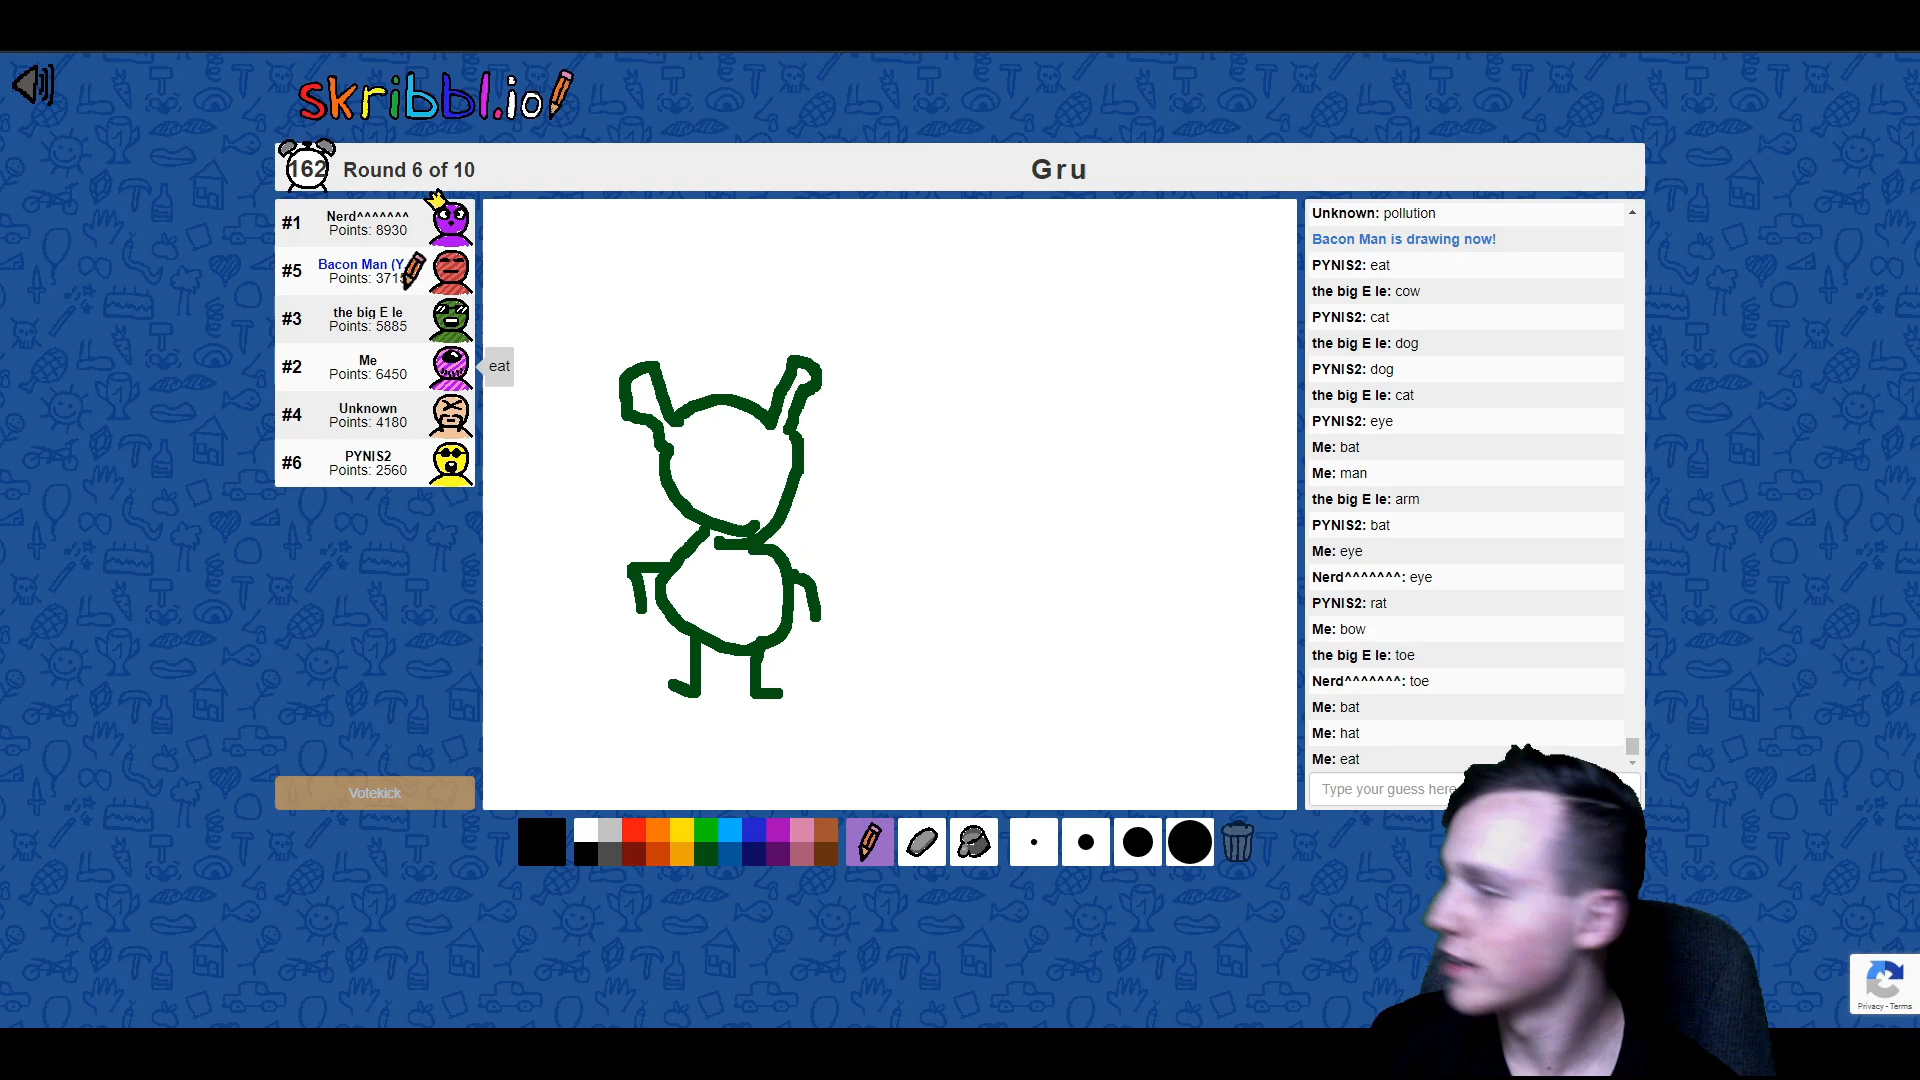 skribbl.io
162
Round 6 of 10
Gru
#1
Nerd^^^^^^^
Points: 8930
#5
Bacon Man (Y
Points: 3715
#3
the big E le
Points: 5885
#2
Me
Points: 6450
eat
#4
Unknown
Points: 4180
#6
PYNIS2
Points: 2560
Votekick
Unknown: pollution
Bacon Man is drawing now!
PYNIS2: eat
the big E le: cow
PYNIS2: cat
the big E le: dog
PYNIS2: dog
the big E le: cat
PYNIS2: eye
Me: bat
Me: man
the big E le: arm
PYNIS2: bat
Me: eye
Nerd^^^^^^^: eye
PYNIS2: rat
Me: bow
the big E le: toe
Nerd^^^^^^^: toe
Me: bat
Me: hat
Me: eat
Type your guess here
Privacy - Terms